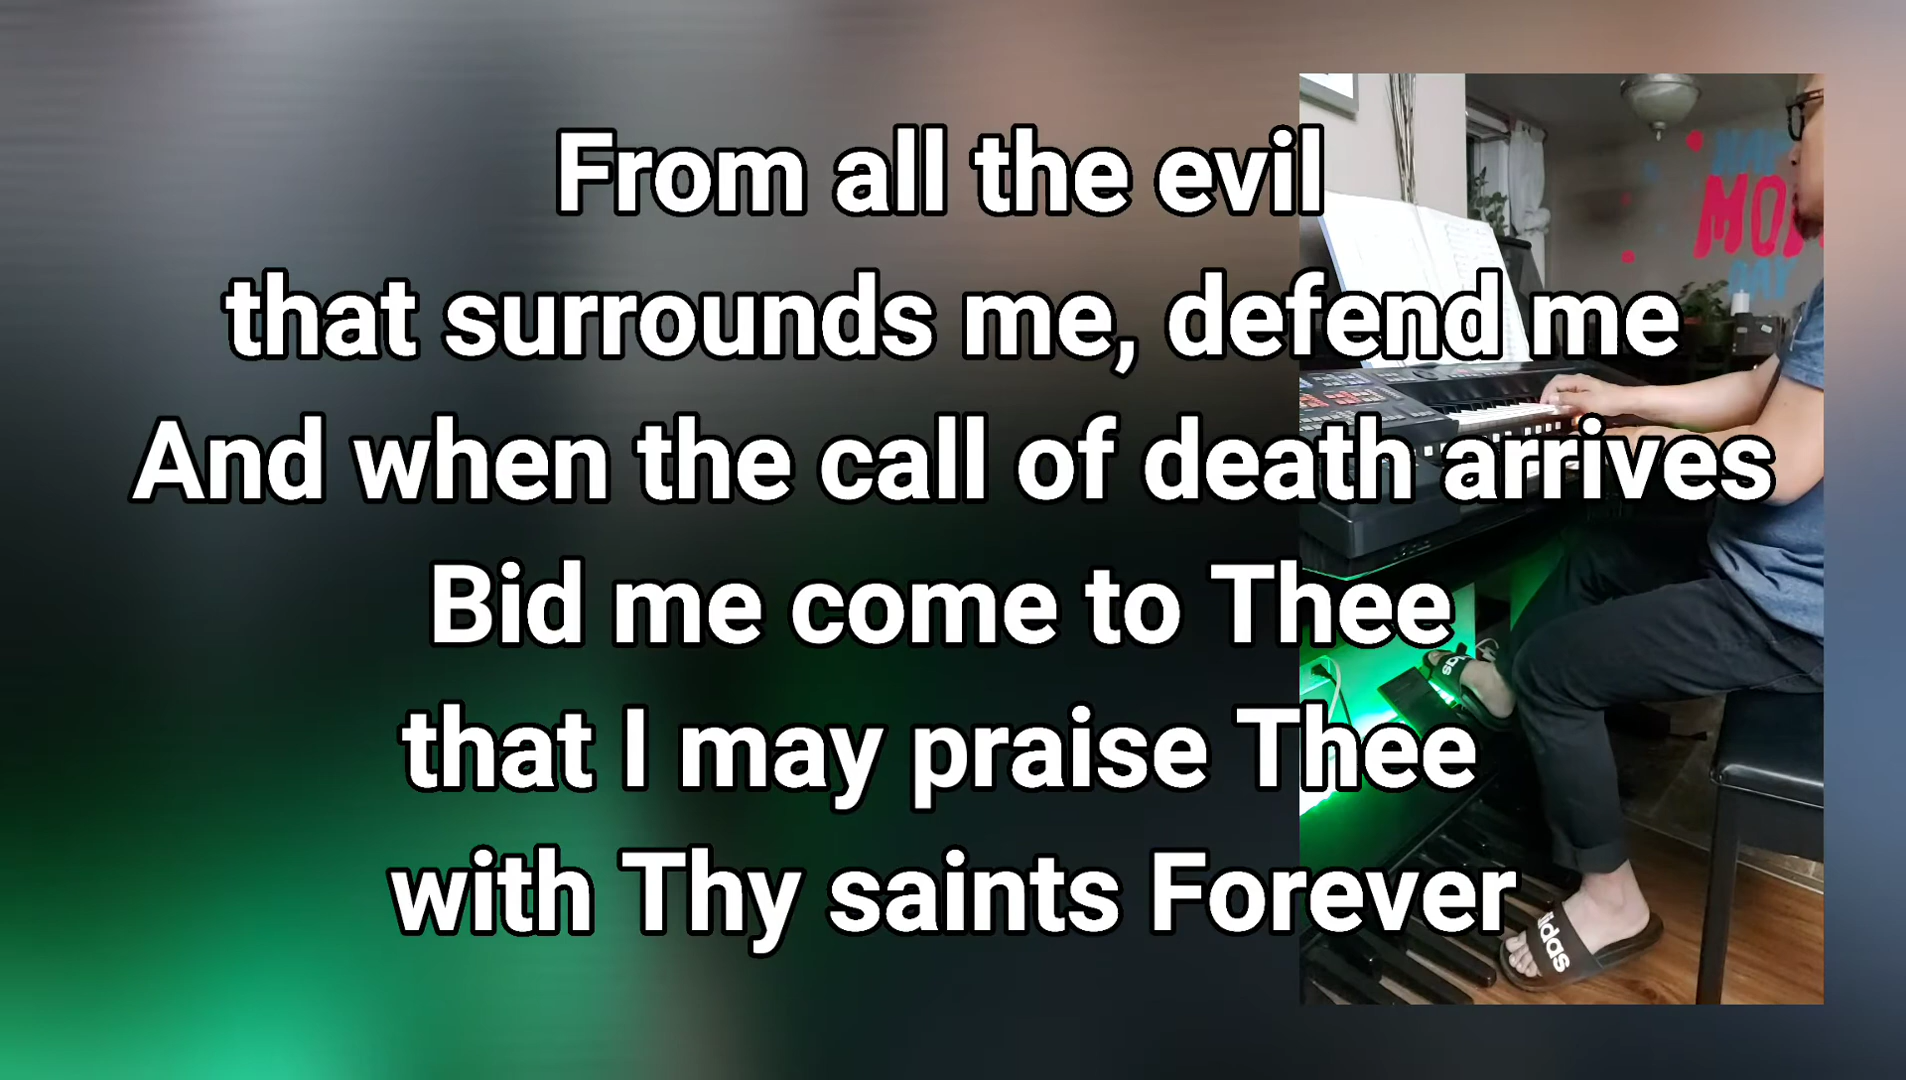 From all the evil
that surrounds me, defend me
And when the call of death arrives
Bid me come to Thee
that I may praise Thee
with Thy saints Forever
DAY